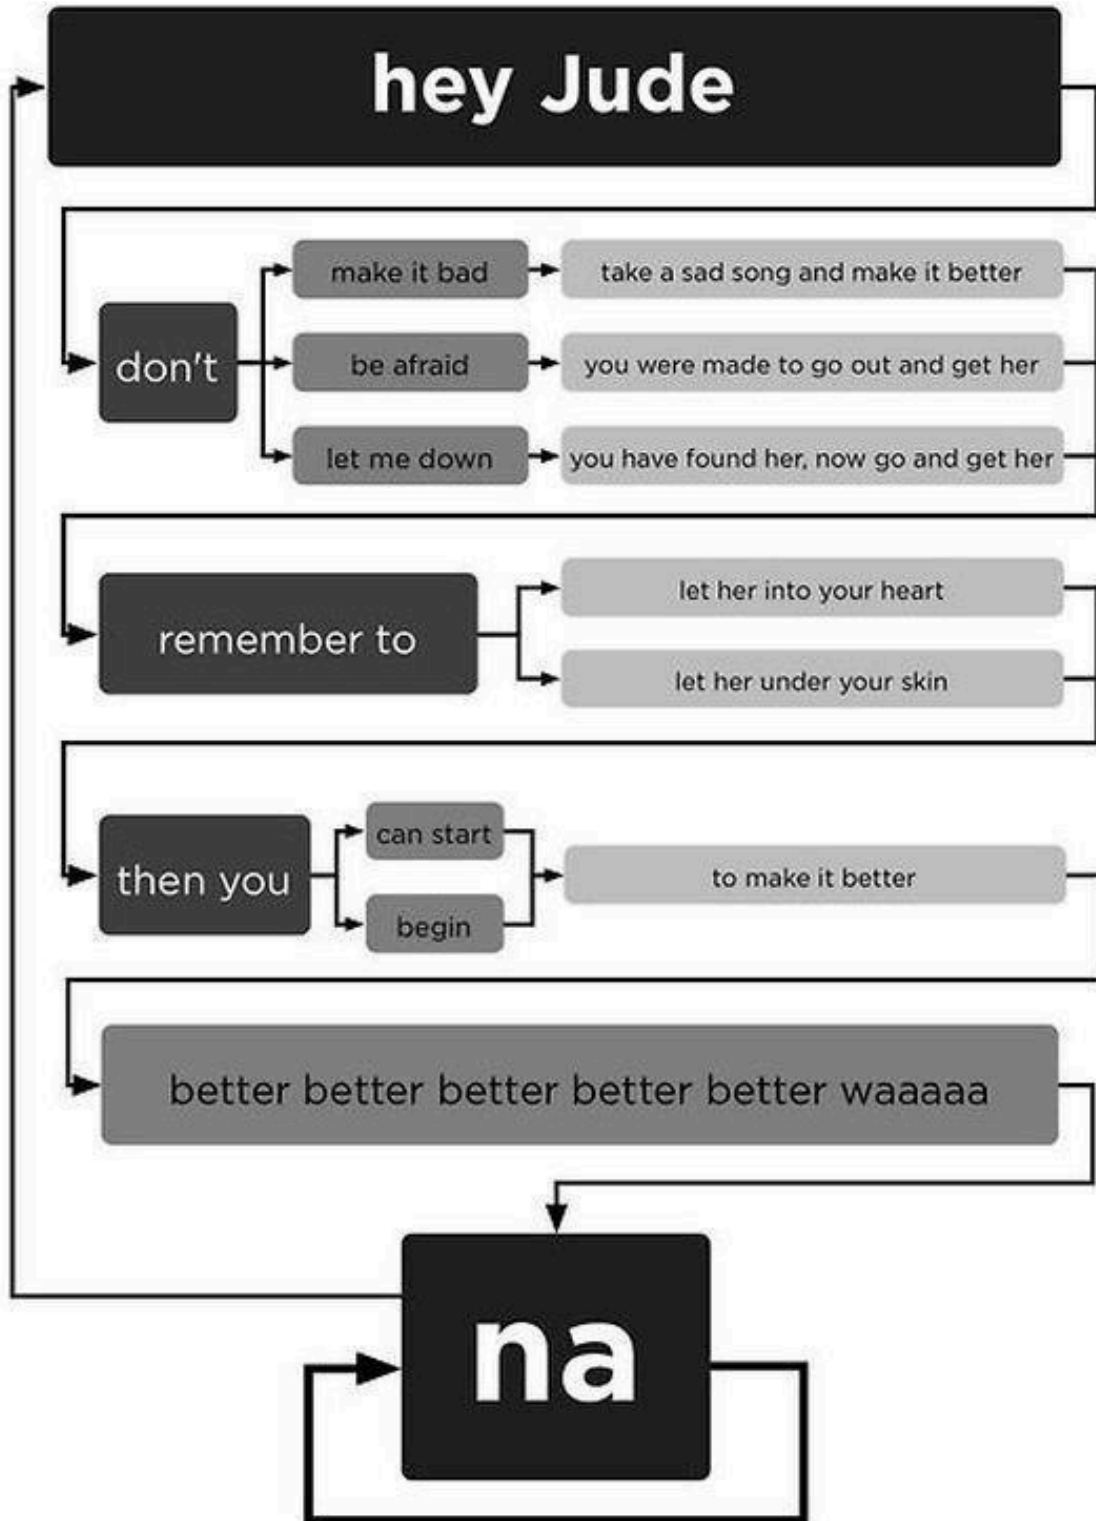 hey Jude
don't
make it bad
take a sad song and make it better
be afraid
you were made to go out and get her
let me down
you have found her, now go and get her
remember to
let her into your heart
let her under your skin
then you
can start
begin
to make it better
better better better better better waaaaa
na